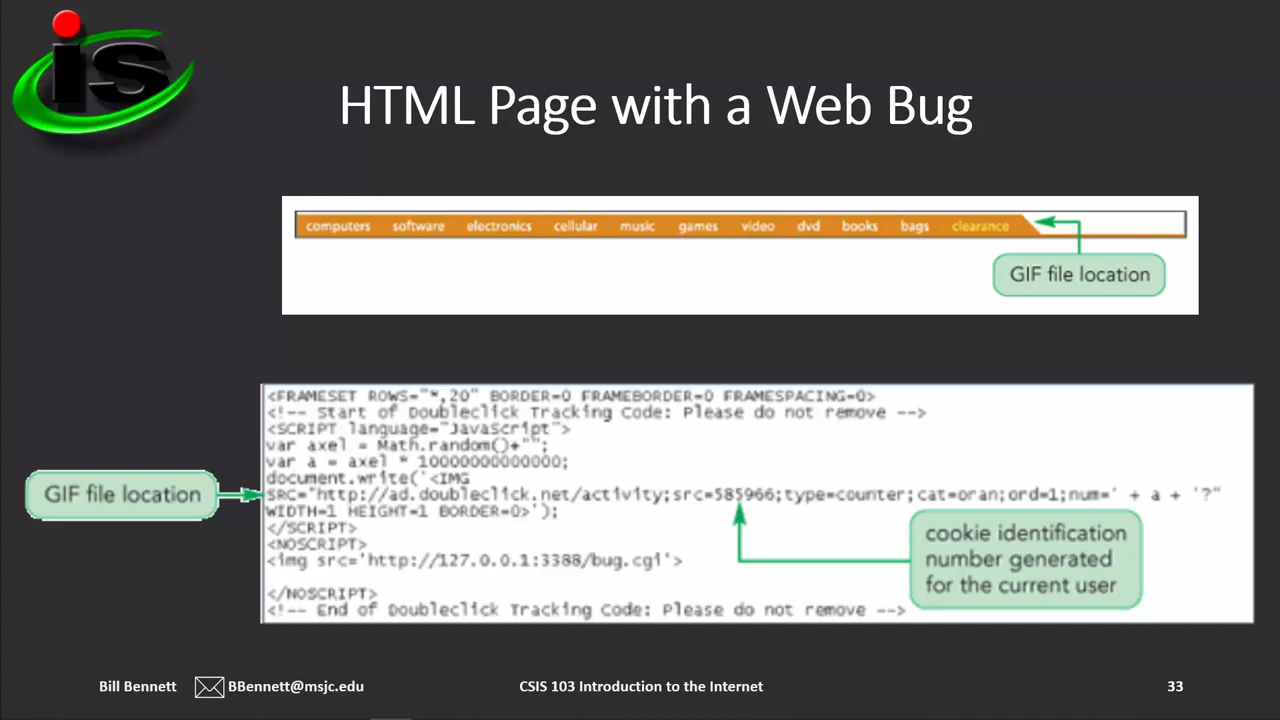 is
HTML Page with a Web Bug
computers software electronics cellular music games video dvd books bags clearance
GIF file location
<FRAMESET ROWS="*,20" BORDER=0 FRAMEBORDER=0 FRAMESPACING=0>
<!-- Start of Doubleclick Tracking Code: Please do not remove -->
<SCRIPT language="JavaScript">
var axel = Math.random()+"";
var a = axel * 10000000000000;
document.write('<IMG
GIF file location
SRC="http://ad.doubleclick.net/activity;src=585966;type=counter;cat=oran;ord=1;num=' + a + '?"
WIDTH=1 HEIGHT=1 BORDER=0>');
</SCRIPT>
<NOSCRIPT>
<img src='http://127.0.0.1:3388/bug.cgi'>
</NOSCRIPT>
<!-- End of Doubleclick Tracking Code: Please do not remove -->
cookie identification
number generated
for the current user
Bill Bennett BBennett@msjc.edu CSIS 103 Introduction to the Internet 33